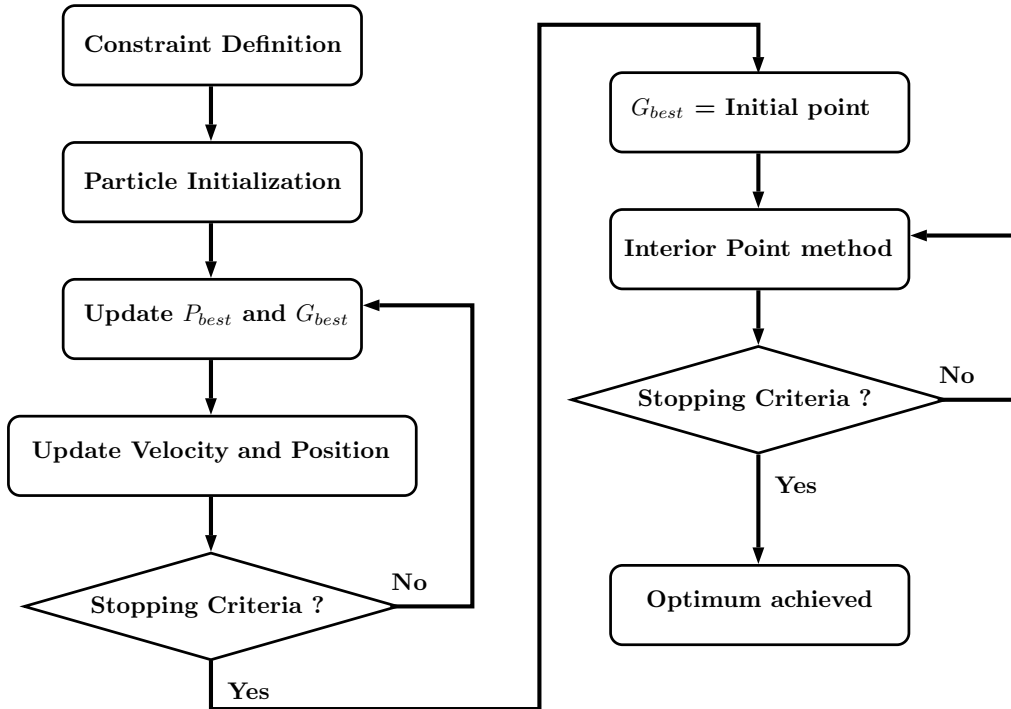 Constraint Definition
Particle Initialization
Update P_best and G_best
Update Velocity and Position
Stopping Criteria ?
No
Yes
G_best = Initial point
Interior Point method
Stopping Criteria ?
No
Yes
Optimum achieved